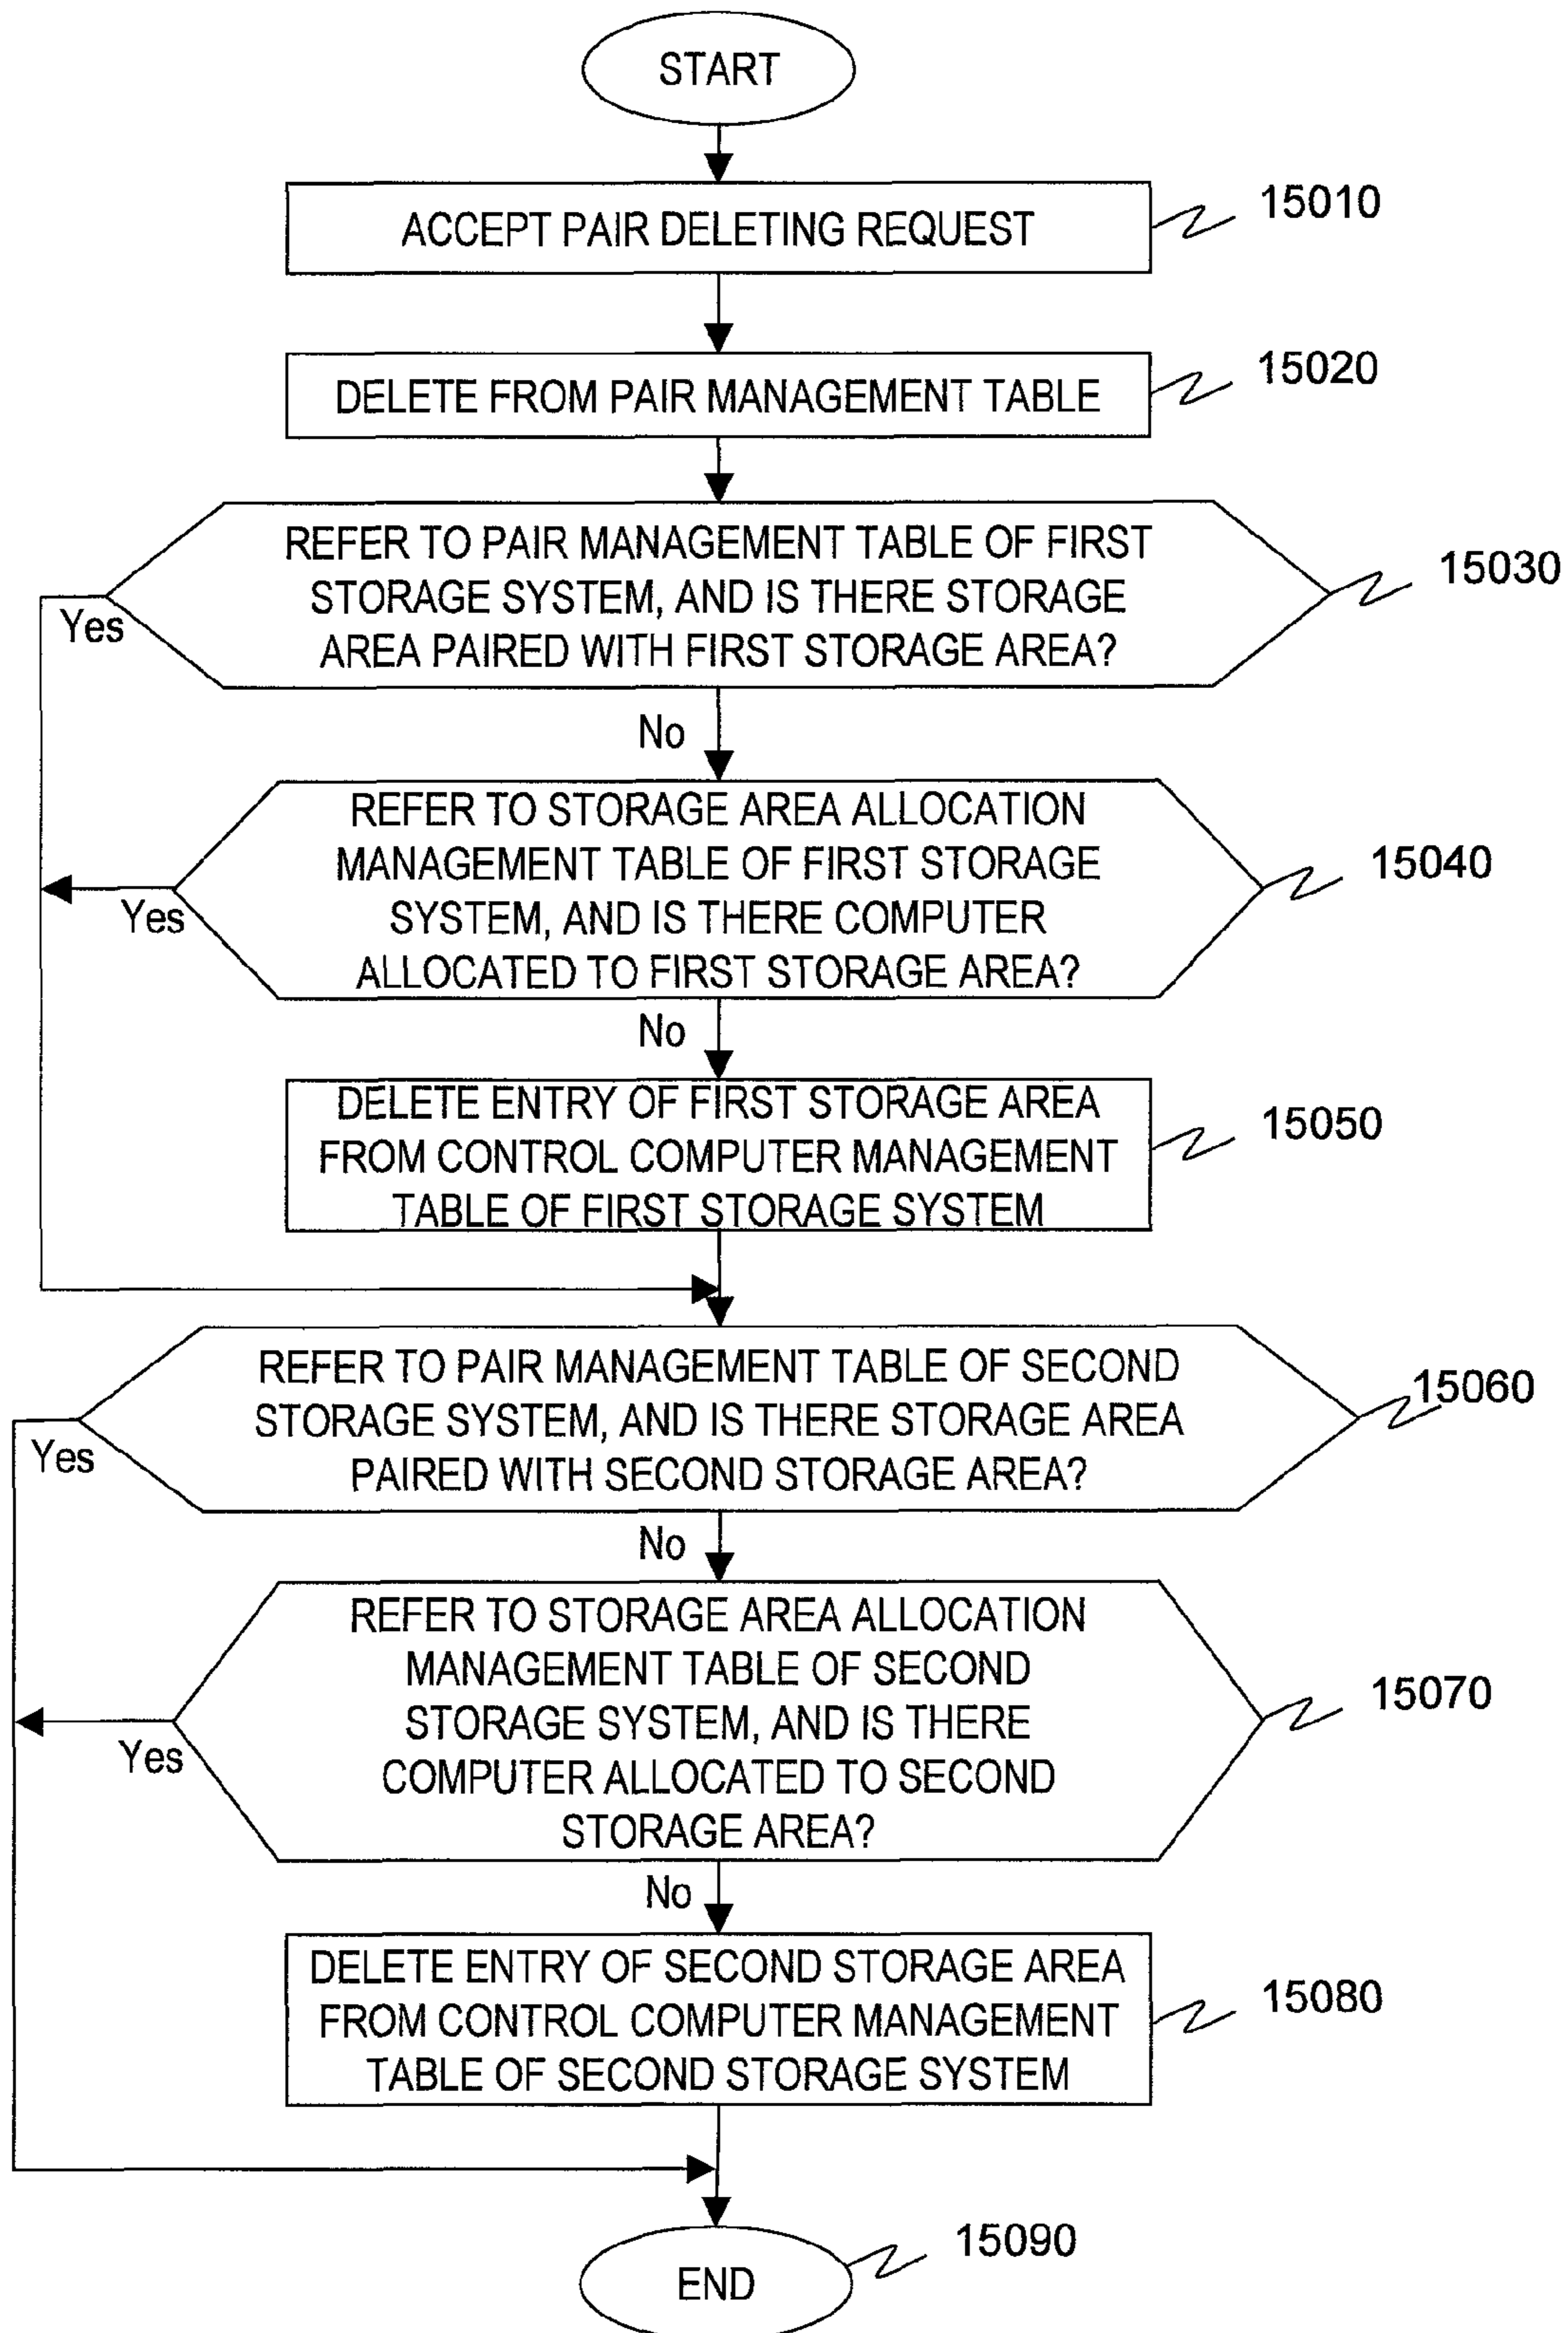 START
ACCEPT PAIR DELETING REQUEST
15010
DELETE FROM PAIR MANAGEMENT TABLE
15020
REFER TO PAIR MANAGEMENT TABLE OF FIRST
STORAGE SYSTEM, AND IS THERE STORAGE
AREA PAIRED WITH FIRST STORAGE AREA?
15030
Yes
No
REFER TO STORAGE AREA ALLOCATION
MANAGEMENT TABLE OF FIRST STORAGE
SYSTEM, AND IS THERE COMPUTER
ALLOCATED TO FIRST STORAGE AREA?
15040
Yes
No
DELETE ENTRY OF FIRST STORAGE AREA
FROM CONTROL COMPUTER MANAGEMENT
TABLE OF FIRST STORAGE SYSTEM
15050
REFER TO PAIR MANAGEMENT TABLE OF SECOND
STORAGE SYSTEM, AND IS THERE STORAGE AREA
PAIRED WITH SECOND STORAGE AREA?
15060
Yes
No
REFER TO STORAGE AREA ALLOCATION
MANAGEMENT TABLE OF SECOND
STORAGE SYSTEM, AND IS THERE
COMPUTER ALLOCATED TO SECOND
STORAGE AREA?
15070
Yes
No
DELETE ENTRY OF SECOND STORAGE AREA
FROM CONTROL COMPUTER MANAGEMENT
TABLE OF SECOND STORAGE SYSTEM
15080
END
15090